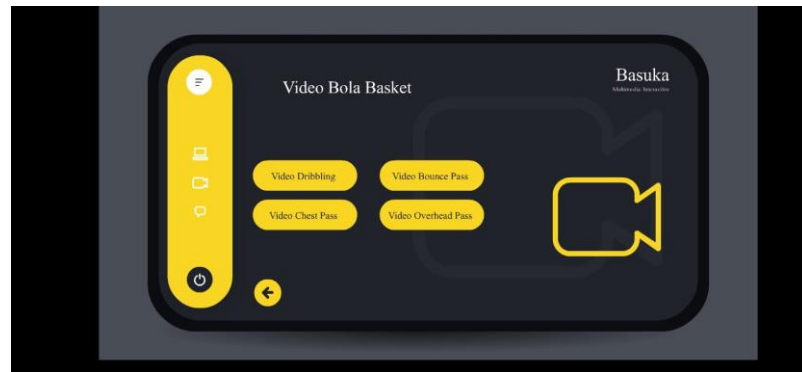 Video Bola Basket
Basuka
Multimedia Interactive
Video Dribbling
Video Bounce Pass
Video Chest Pass
Video Overhead Pass